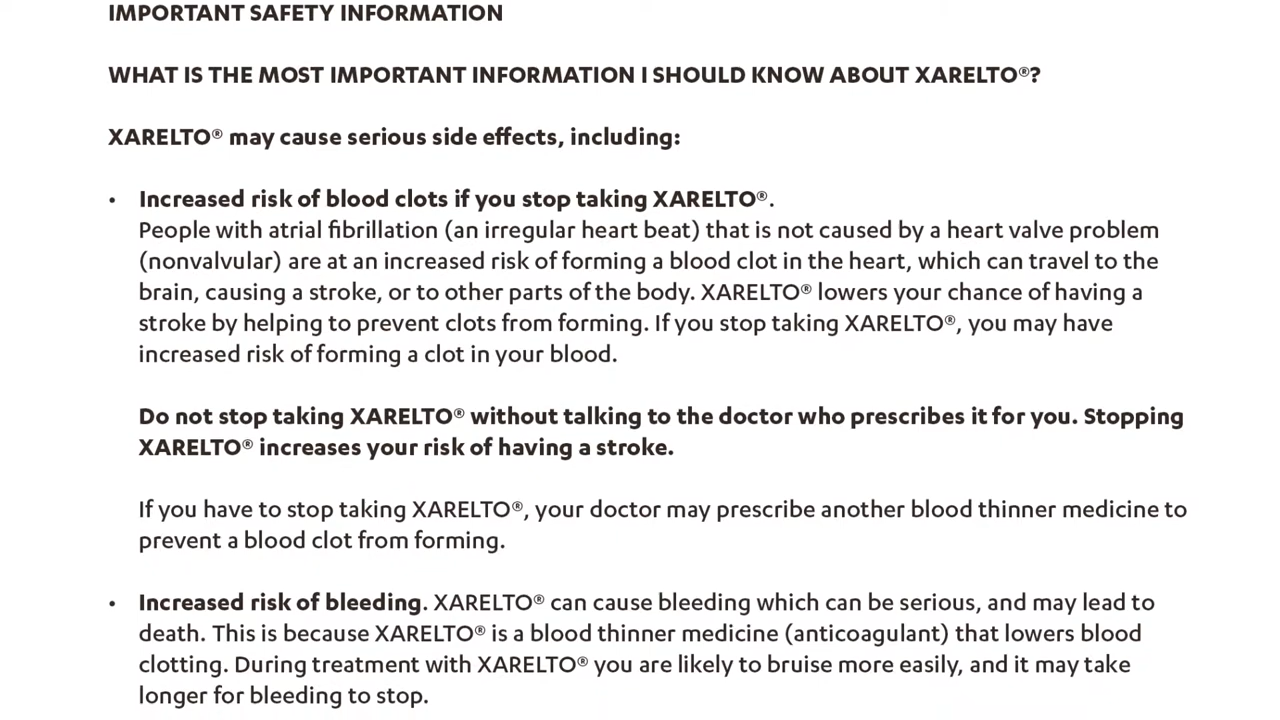 IMPORTANT SAFETY INFORMATION
WHAT IS THE MOST IMPORTANT INFORMATION I SHOULD KNOW ABOUT XARELTO®?
XARELTO® may cause serious side effects, including:
• Increased risk of blood clots if you stop taking XARELTO®.
People with atrial fibrillation (an irregular heart beat) that is not caused by a heart valve problem
(nonvalvular) are at an increased risk of forming a blood clot in the heart, which can travel to the
brain, causing a stroke, or to other parts of the body. XARELTO® lowers your chance of having a
stroke by helping to prevent clots from forming. If you stop taking XARELTO®, you may have
increased risk of forming a clot in your blood.
Do not stop taking XARELTO® without talking to the doctor who prescribes it for you. Stopping
XARELTO® increases your risk of having a stroke.
If you have to stop taking XARELTO®, your doctor may prescribe another blood thinner medicine to
prevent a blood clot from forming.
• Increased risk of bleeding. XARELTO® can cause bleeding which can be serious, and may lead to
death. This is because XARELTO® is a blood thinner medicine (anticoagulant) that lowers blood
clotting. During treatment with XARELTO® you are likely to bruise more easily, and it may take
longer for bleeding to stop.